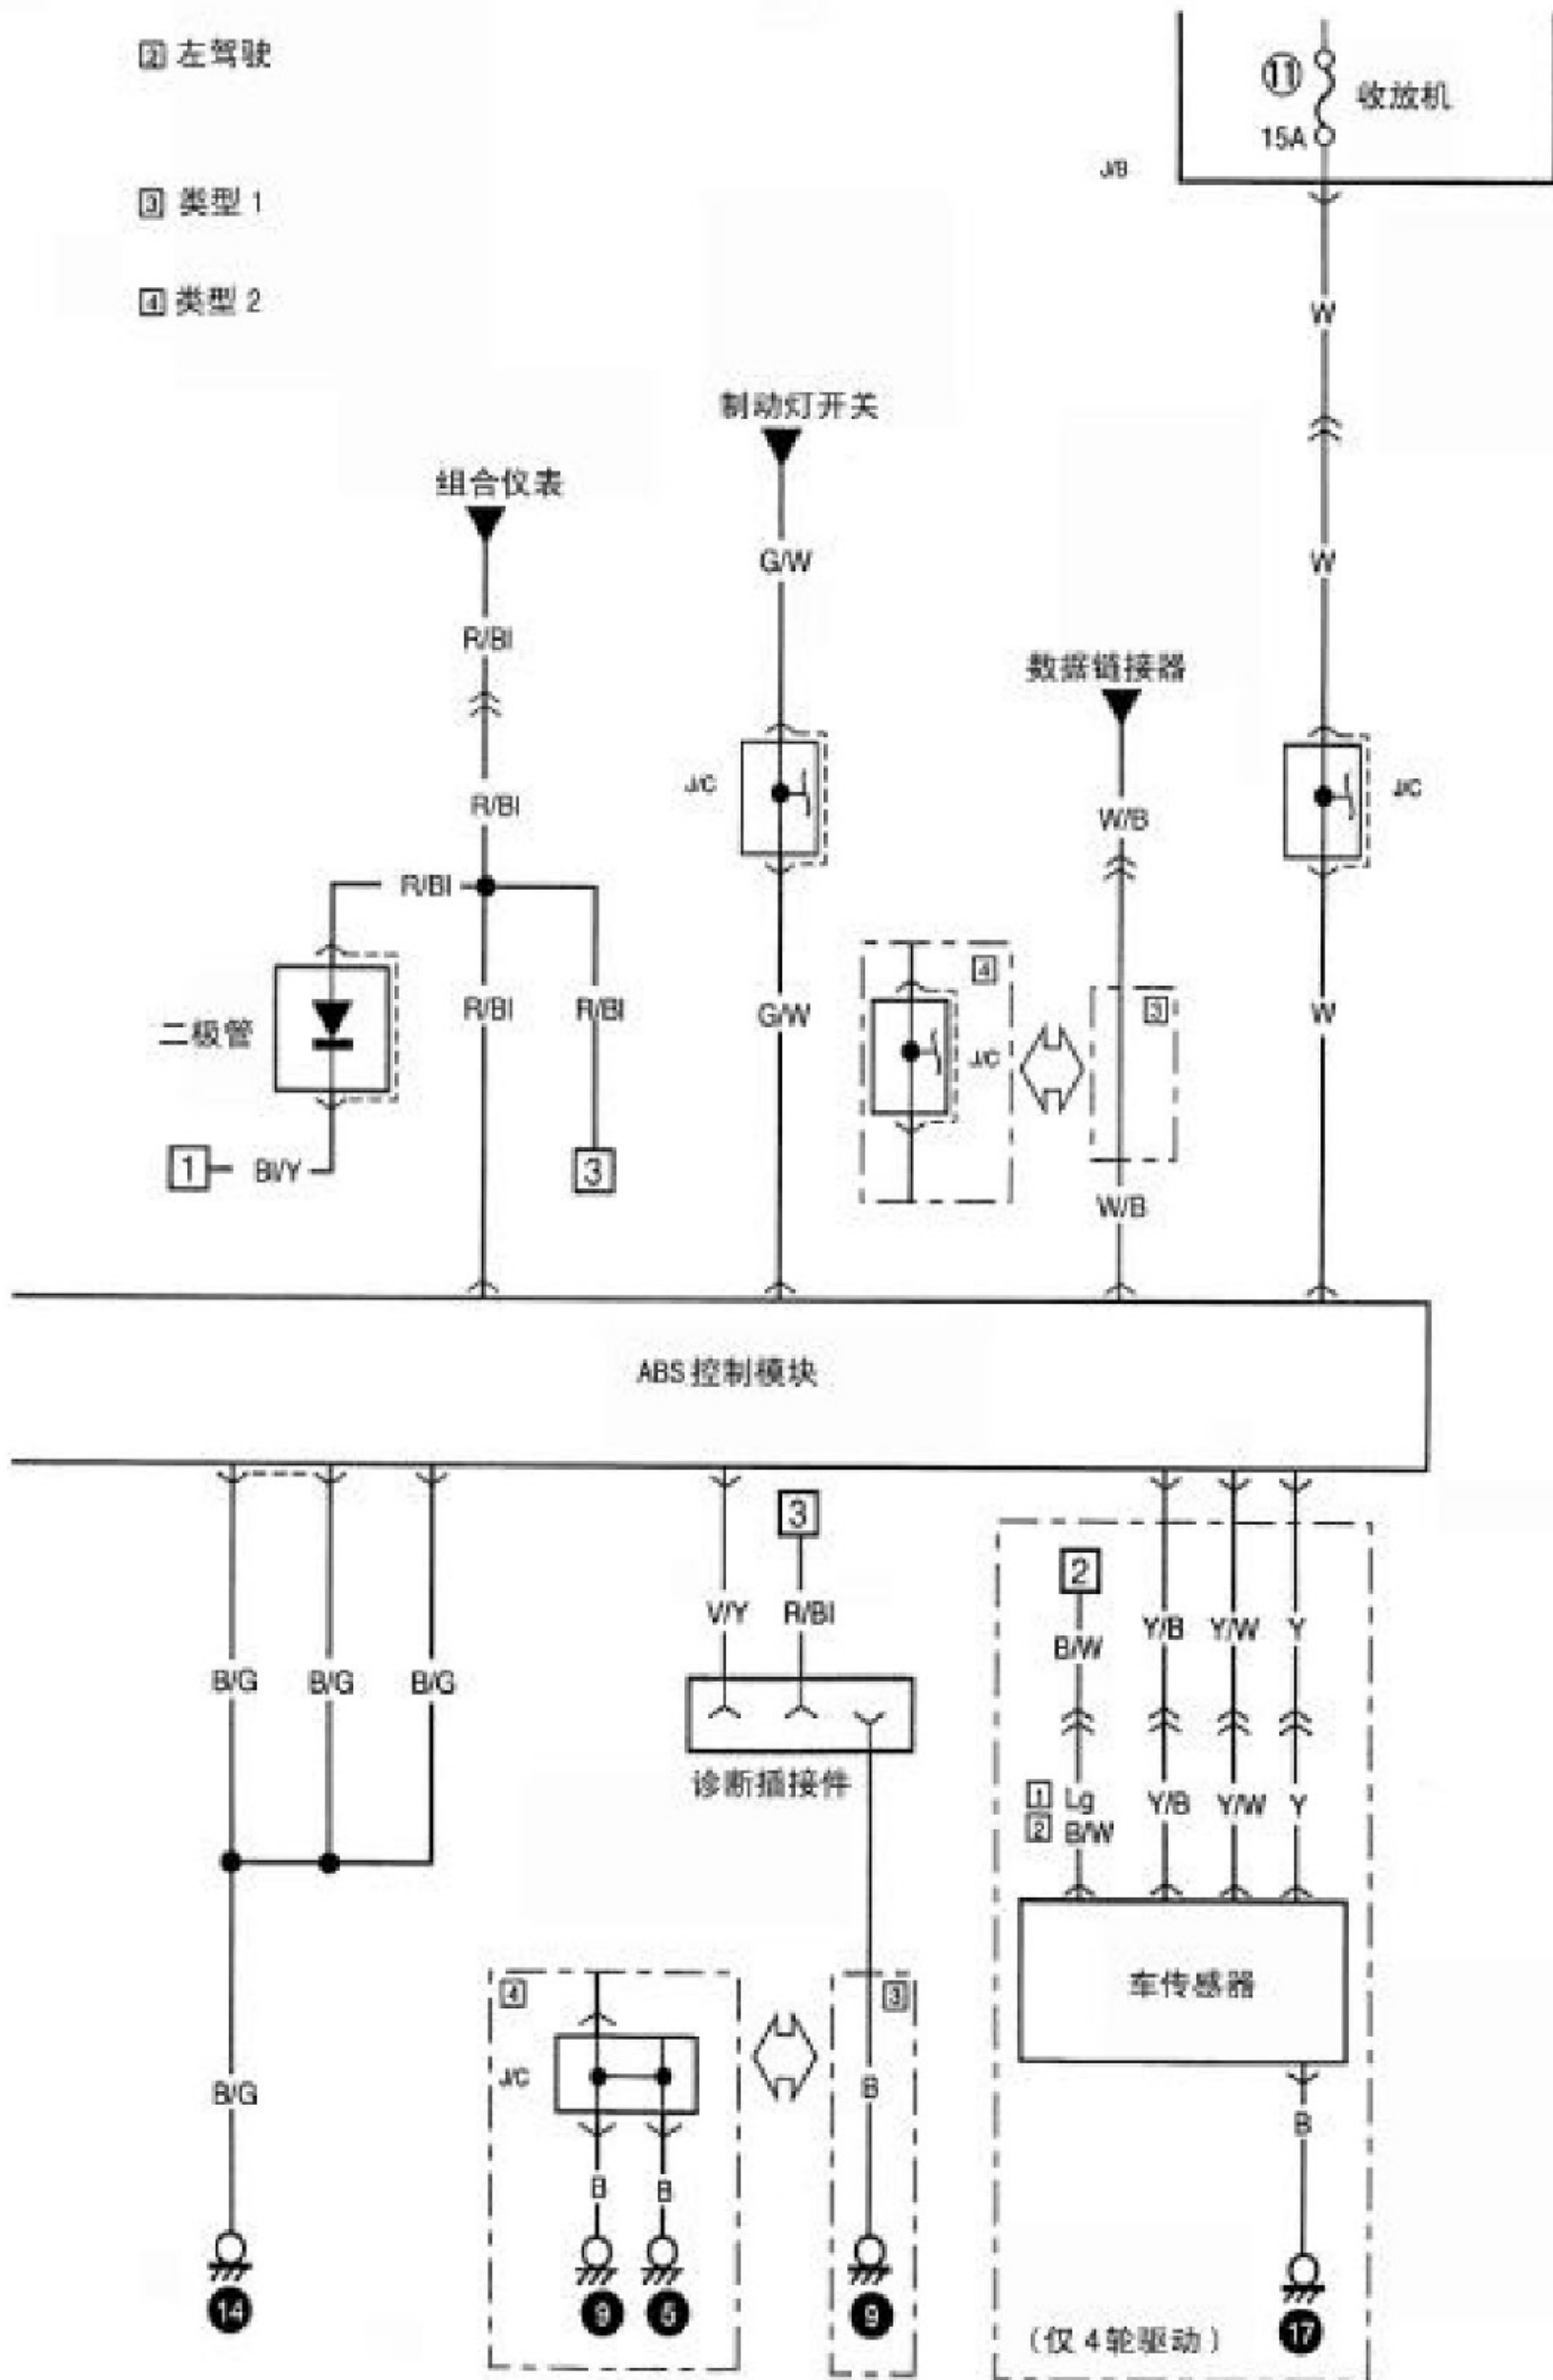 2 左驾驶
11
收放机
15A
J/B
3 类型 1
4 类型 2
W
制动灯开关
组合仪表
G/W
W
R/Bl
数据链接器
J/C
J/C
R/Bl
W/B
R/Bl
4
3
R/Bl
R/Bl
G/W
W
二极管
J/C
1
Bl/Y
3
W/B
ABS控制模块
3
2
V/Y
R/Bl
Y/B
Y/W
Y
B/W
B/G
B/G
B/G
诊断插接件
1 Lg
2 B/W
Y/B
Y/W
Y
4
3
车传感器
J/C
B/G
B
B
B
B
14
9
17
(仅4轮驱动)